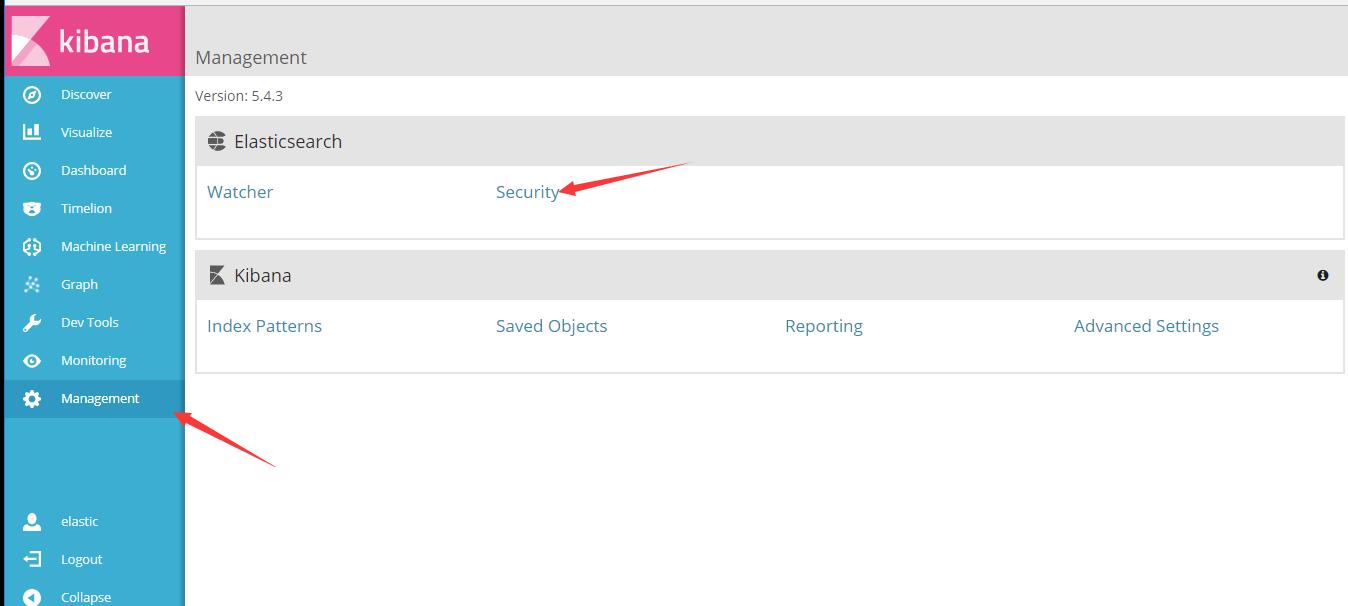 kibana
Discover
Visualize
Dashboard
Timelion
Machine Learning
Graph
Dev Tools
Monitoring
Management
elastic
Logout
Collapse
Management
Version: 5.4.3
Elasticsearch
Watcher Security
Kibana
Index Patterns Saved Objects Reporting Advanced Settings